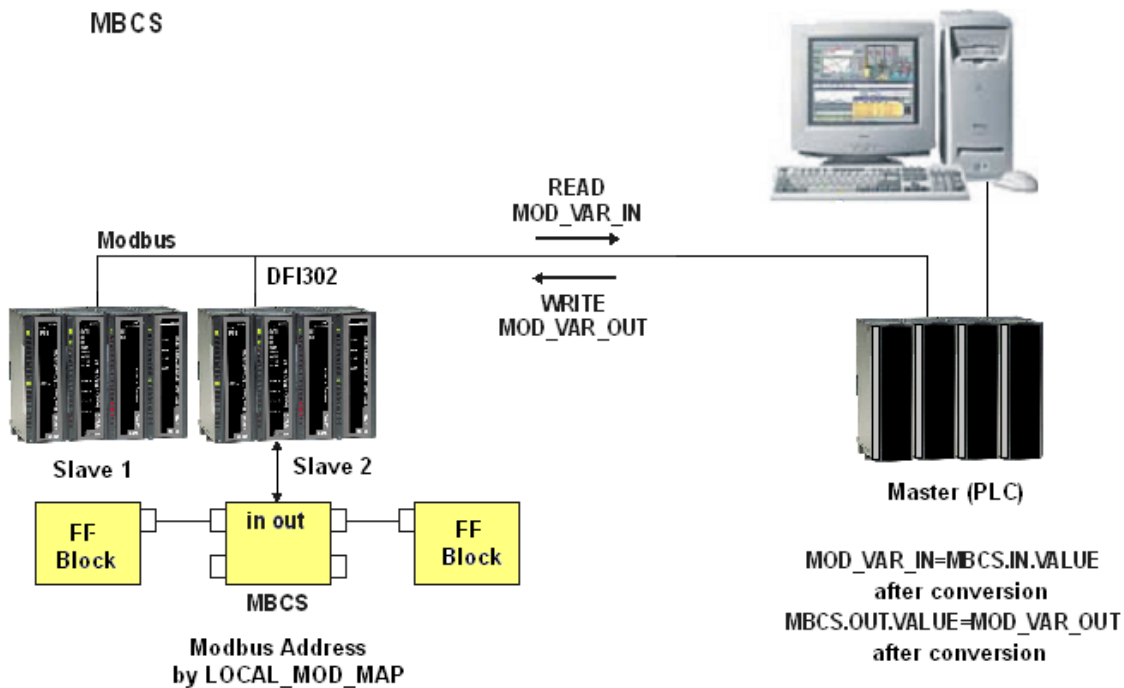 MBCS
READ
MOD_VAR_IN
Modbus
DFI302
WRITE
MOD_VAR_OUT
Slave 1
Slave 2
Master (PLC)
FF
Block
in out
FF
Block
MBCS
Modbus Address
by LOCAL_MOD_MAP
MOD_VAR_IN=MBCS.IN.VALUE
after conversion
MBCS.OUT.VALUE=MOD_VAR_OUT
after conversion